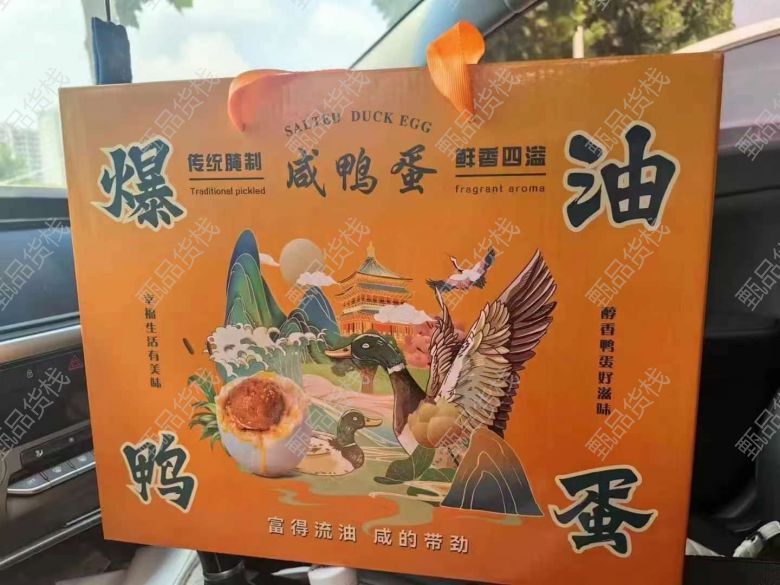 SALTED DUCK EGG
爆
传统腌制
Traditional pickled
咸鸭蛋
鲜香四溢
fragrant aroma
油
幸福生活有美味
醇香鸭蛋好滋味
鸭
蛋
富得流油 咸的带劲
甄品货栈